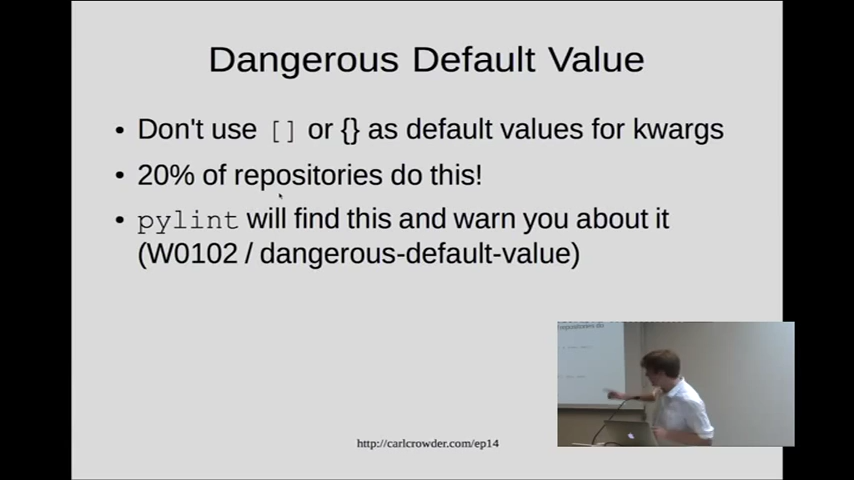 Dangerous Default Value
• Don't use [] or {} as default values for kwargs
• 20% of repositories do this!
• pylint will find this and warn you about it
(W0102 / dangerous-default-value)
http://carlcrowder.com/ep14